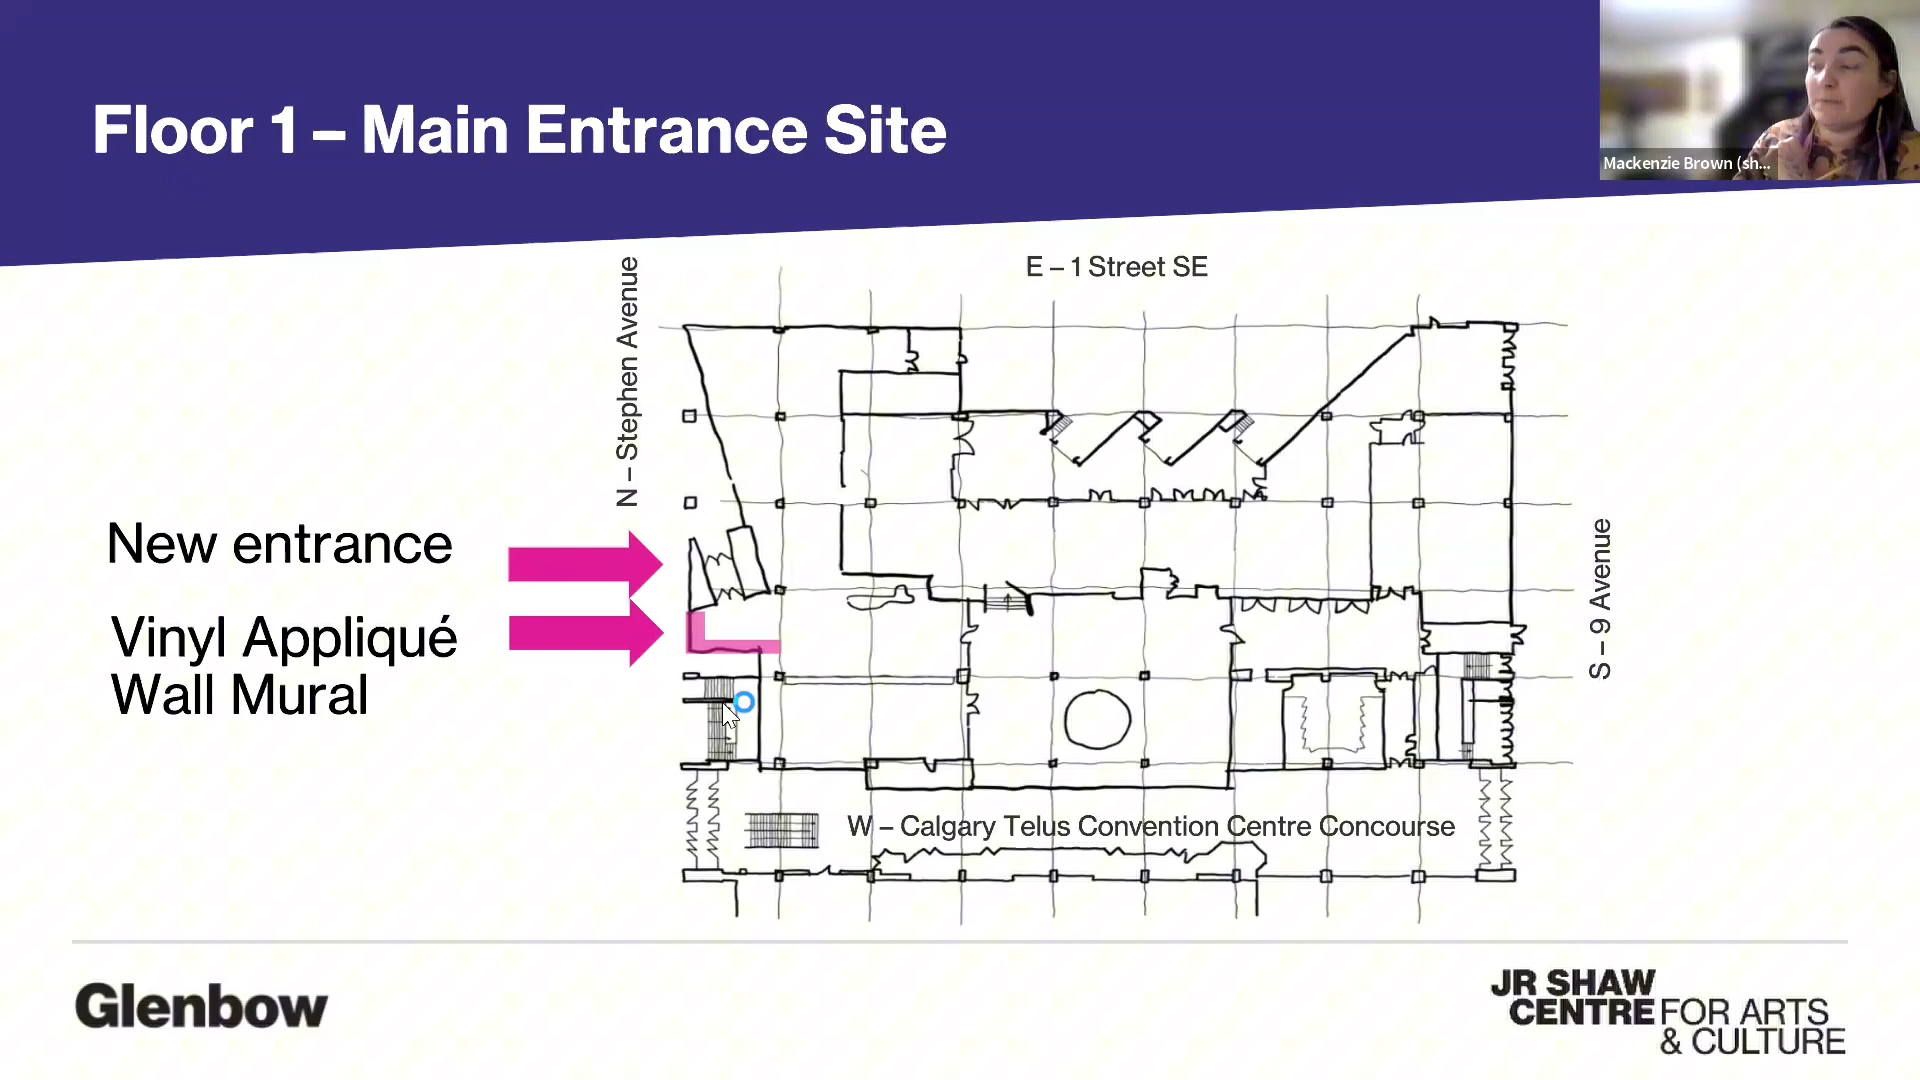 Floor 1 – Main Entrance Site
Mackenzie Brown (sh...
E – 1 Street SE
N – Stephen Avenue
New entrance
Vinyl Appliqué
Wall Mural
S – 9 Avenue
W – Calgary Telus Convention Centre Concourse
Glenbow
JR SHAW
CENTRE FOR ARTS
& CULTURE